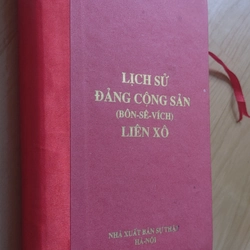 LỊCH SỬ
ĐẢNG CỘNG SẢN
(BÔN-SÊ-VÍCH)
LIÊN XÔ
NHÀ XUẤT BẢN SỰ THẬT
HÀ-NỘI